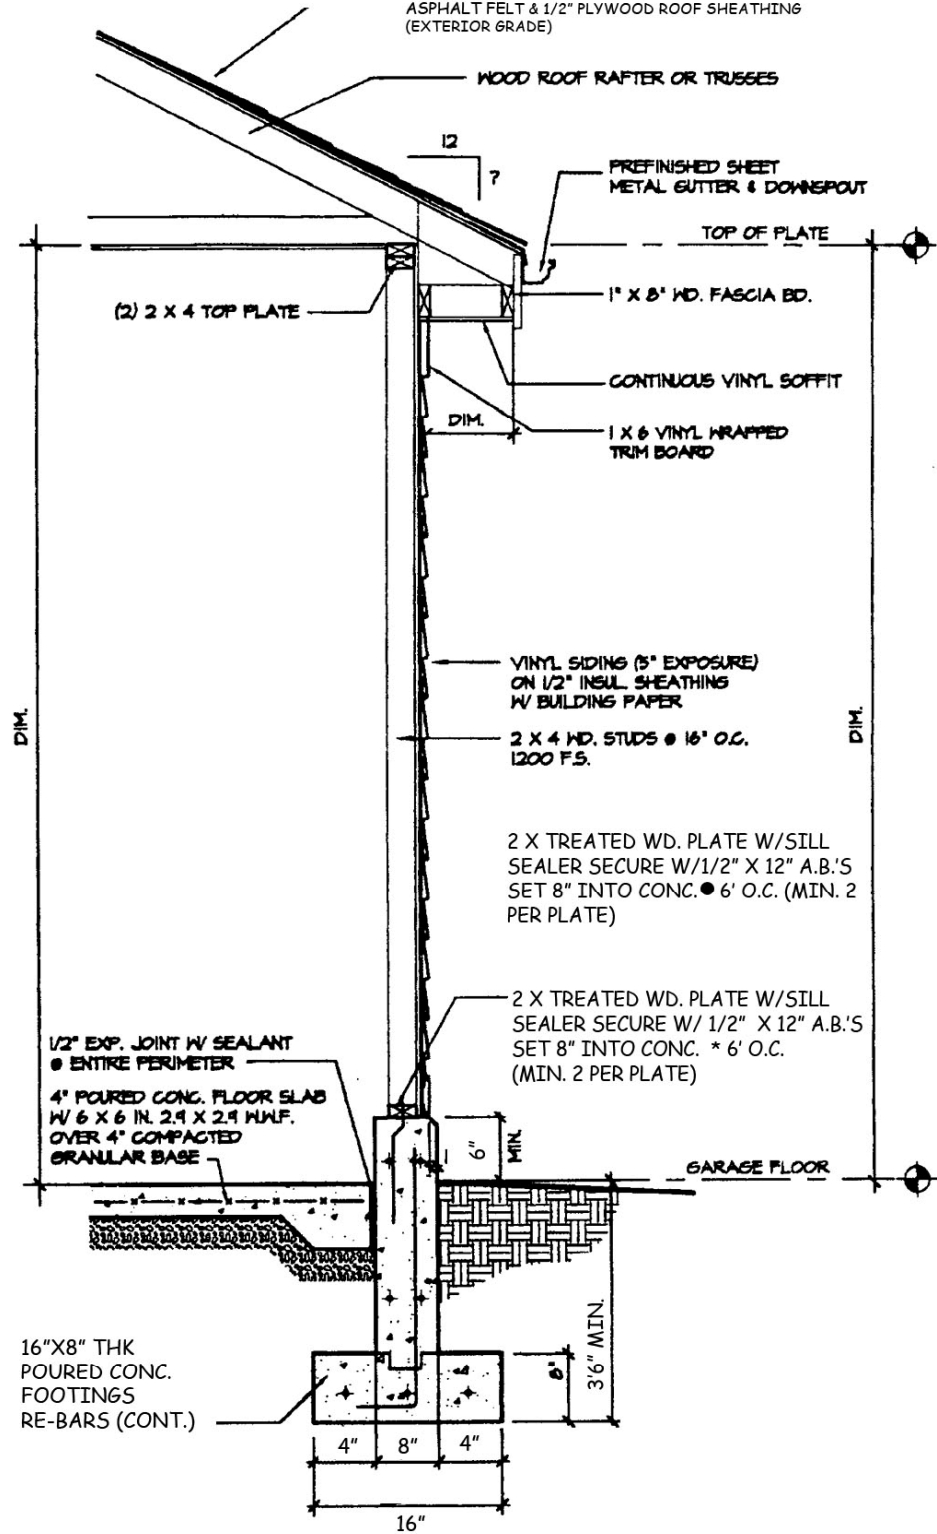 ASPHALT FELT & 1/2" PLYWOOD ROOF SHEATHING
(EXTERIOR GRADE)
WOOD ROOF RAFTER OR TRUSSES
12
7
PREFINISHED SHEET
METAL GUTTER & DOWNSPOUT
TOP OF PLATE
(2) 2 X 4 TOP PLATE
1" X 8" WD. FASCIA BD.
CONTINUOUS VINYL SOFFIT
DIM.
1 X 6 VINYL WRAPPED
TRIM BOARD
VINYL SIDING (5" EXPOSURE)
ON 1/2" INSUL. SHEATHING
W/ BUILDING PAPER
DIM.
DIM.
2 X 4 WD. STUDS @ 16" O.C.
1200 F.S.
2 X TREATED WD. PLATE W/SILL
SEALER SECURE W/1/2" X 12" A.B.'S
SET 8" INTO CONC.● 6' O.C. (MIN. 2
PER PLATE)
2 X TREATED WD. PLATE W/SILL
SEALER SECURE W/ 1/2" X 12" A.B.'S
SET 8" INTO CONC. * 6' O.C.
(MIN. 2 PER PLATE)
1/2" EXP. JOINT W/ SEALANT
@ ENTIRE PERIMETER
4" POURED CONC. FLOOR SLAB
W/ 6 X 6 IN. 2.9 X 2.9 W.W.F.
OVER 4" COMPACTED
GRANULAR BASE
6"
MIN.
GARAGE FLOOR
16"X8" THK
POURED CONC.
FOOTINGS
RE-BARS (CONT.)
8"
3'6" MIN.
4"
8"
4"
16"